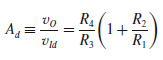 A_d ≡ v_O / v_Id = R_4 / R_3 (1 + R_2 / R_1)